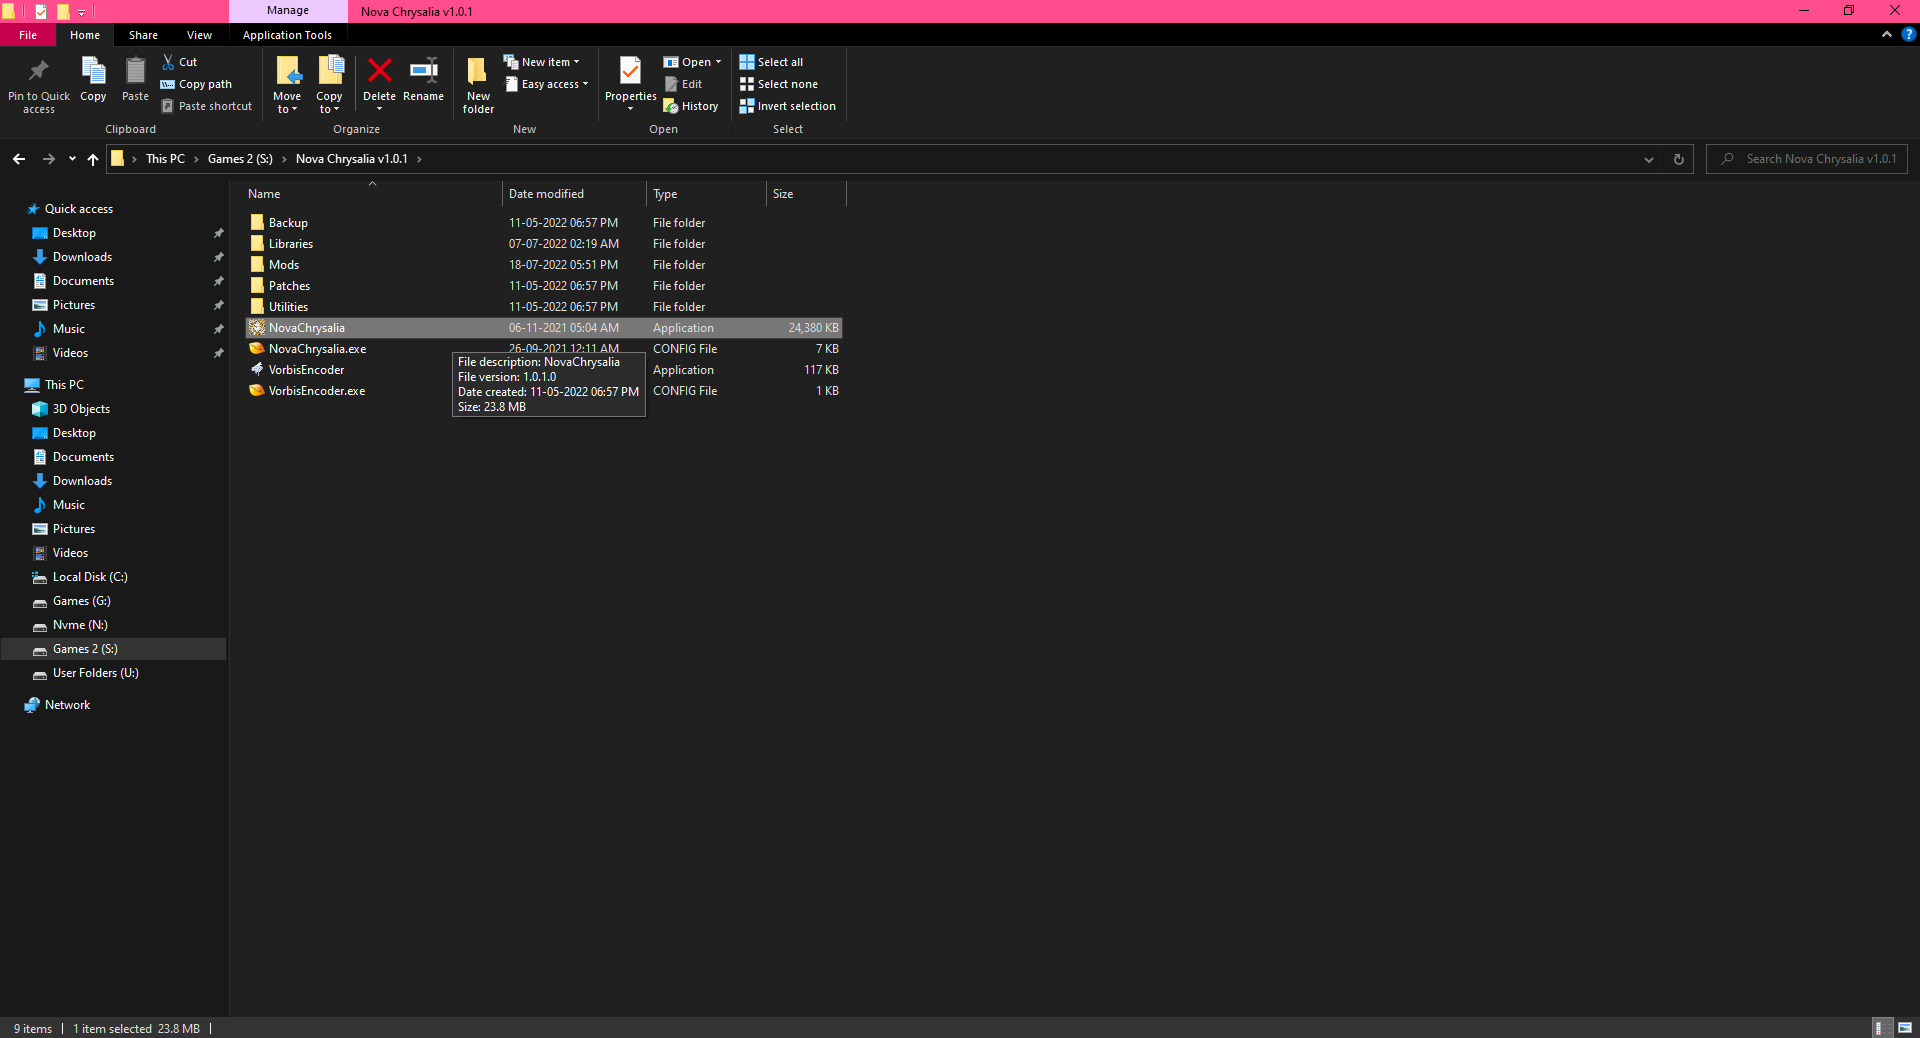 Manage
Nova Chrysalia v1.0.1
File
Home
Share
View
Application Tools
Pin to Quick
access
Copy
Paste
Cut
Copy path
Paste shortcut
Clipboard
Move
to
Copy
to
Delete
Rename
Organize
New
folder
New item
Easy access
New
Properties
Open
Edit
History
Open
Select all
Select none
Invert selection
Select
This PC
Games 2 (S:)
Nova Chrysalia v1.0.1
Search Nova Chrysalia v1.0.1
Quick access
Desktop
Downloads
Documents
Pictures
Music
Videos
This PC
3D Objects
Desktop
Documents
Downloads
Music
Pictures
Videos
Local Disk (C:)
Games (G:)
Nvme (N:)
Games 2 (S:)
User Folders (U:)
Network
Name Date modified Type Size
Backup 11-05-2022 06:57 PM File folder
Libraries 07-07-2022 02:19 AM File folder
Mods 18-07-2022 05:51 PM File folder
Patches 11-05-2022 06:57 PM File folder
Utilities 11-05-2022 06:57 PM File folder
NovaChrysalia 06-11-2021 05:04 AM Application 24,380 KB
NovaChrysalia.exe 26-09-2021 12:11 AM CONFIG File 7 KB
VorbisEncoder Application 117 KB
VorbisEncoder.exe CONFIG File 1 KB
File description: NovaChrysalia
File version: 1.0.1.0
Date created: 11-05-2022 06:57 PM
Size: 23.8 MB
9 items
1 item selected 23.8 MB